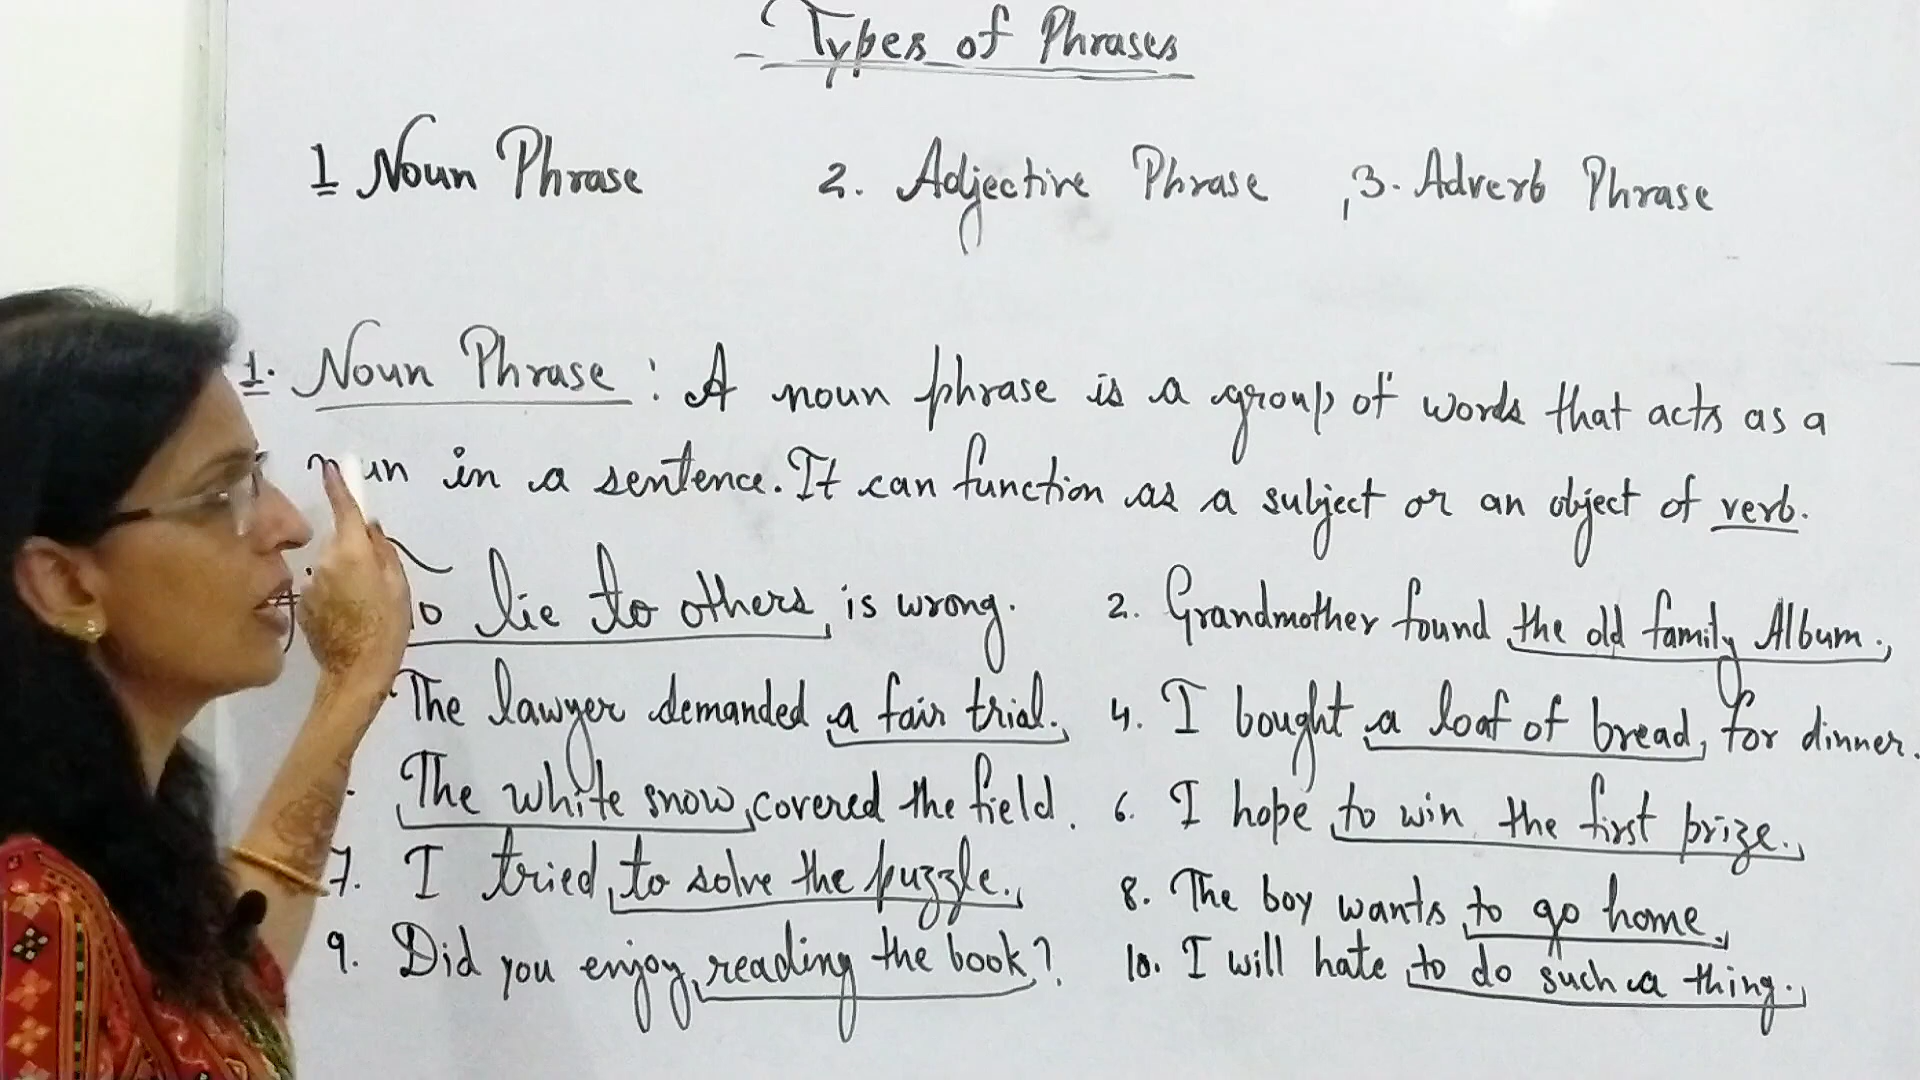 Types of Phrases
1 Noun Phrase 2. Adjective Phrase , 3. Adverb Phrase
1. Noun Phrase : A noun phrase is a group of words that acts as a
in a sentence. It can function as a subject or an object of verb.
To lie to others, is wrong. 2. Grandmother found the old family Album.
The lawyer demanded a fair trial. 4. I bought a loaf of bread, for dinner.
The white snow covered the field. 6. I hope to win the first prize.
7. I tried to solve the puzzle. 8. The boy wants to go home.
9. Did you enjoy reading the book? 10. I will hate to do such a thing.